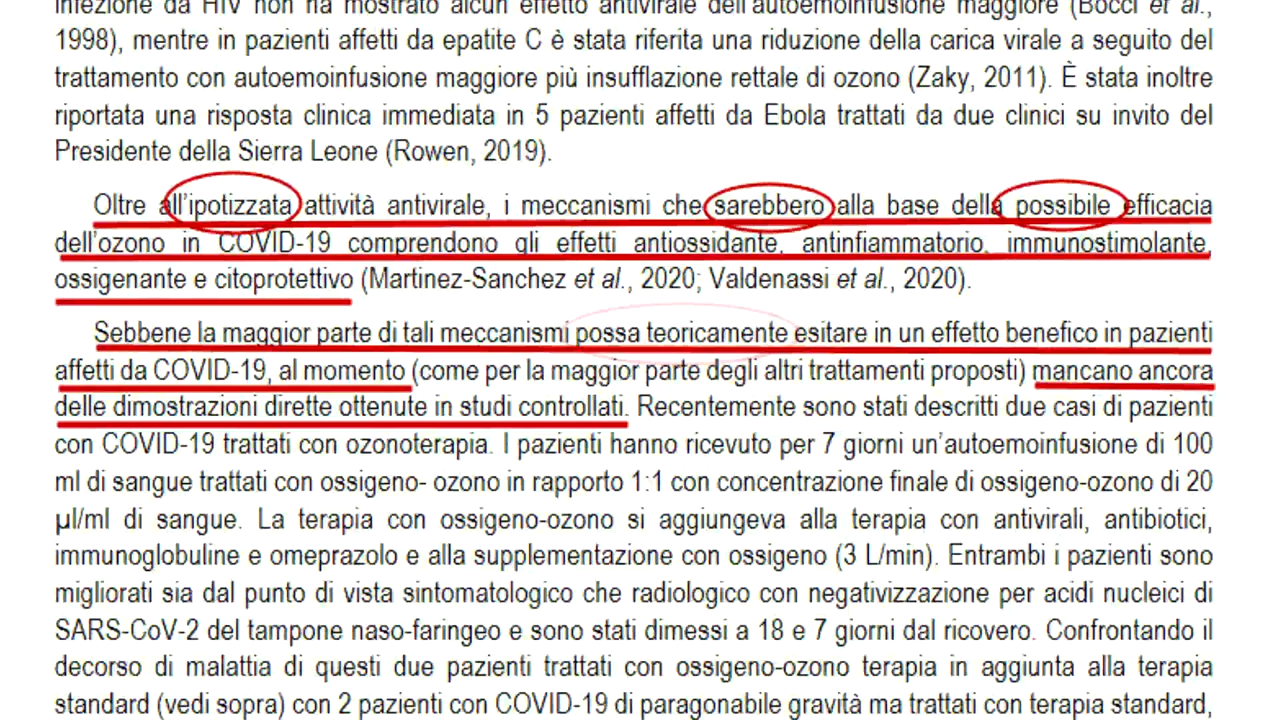 infezione da HIV non ha mostrato alcun effetto antivirale dell'autoemoinfusione maggiore (Bocci et al.,
1998), mentre in pazienti affetti da epatite C è stata riferita una riduzione della carica virale a seguito del
trattamento con autoemoinfusione maggiore più insufflazione rettale di ozono (Zaky, 2011). È stata inoltre
riportata una risposta clinica immediata in 5 pazienti affetti da Ebola trattati da due clinici su invito del
Presidente della Sierra Leone (Rowen, 2019).
Oltre all'ipotizzata attività antivirale, i meccanismi che sarebbero alla base della possibile efficacia
dell'ozono in COVID-19 comprendono gli effetti antiossidante, antinfiammatorio, immunostimolante,
ossigenante e citoprotettivo (Martinez-Sanchez et al., 2020; Valdenassi et al., 2020).
Sebbene la maggior parte di tali meccanismi possa teoricamente esitare in un effetto benefico in pazienti
affetti da COVID-19, al momento (come per la maggior parte degli altri trattamenti proposti) mancano ancora
delle dimostrazioni dirette ottenute in studi controllati. Recentemente sono stati descritti due casi di pazienti
con COVID-19 trattati con ozonoterapia. I pazienti hanno ricevuto per 7 giorni un'autoemoinfusione di 100
ml di sangue trattati con ossigeno- ozono in rapporto 1:1 con concentrazione finale di ossigeno-ozono di 20
µl/ml di sangue. La terapia con ossigeno-ozono si aggiungeva alla terapia con antivirali, antibiotici,
immunoglobuline e omeprazolo e alla supplementazione con ossigeno (3 L/min). Entrambi i pazienti sono
migliorati sia dal punto di vista sintomatologico che radiologico con negativizzazione per acidi nucleici di
SARS-CoV-2 del tampone naso-faringeo e sono stati dimessi a 18 e 7 giorni dal ricovero. Confrontando il
decorso di malattia di questi due pazienti trattati con ossigeno-ozono terapia in aggiunta alla terapia
standard (vedi sopra) con 2 pazienti con COVID-19 di paragonabile gravità ma trattati con terapia standard,